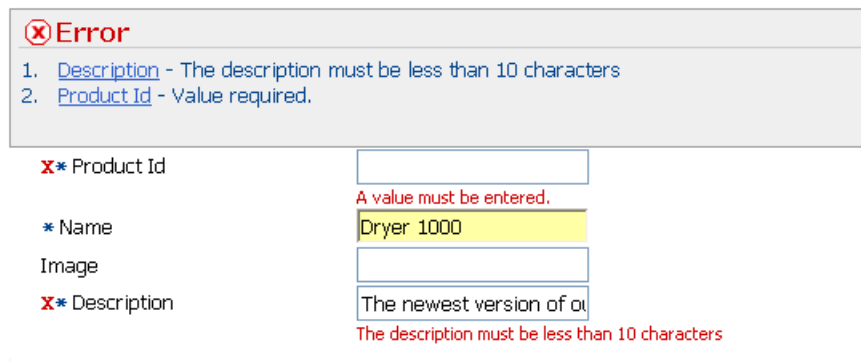 Error
1. Description - The description must be less than 10 characters
2. Product Id - Value required.
x* Product Id
A value must be entered.
* Name Dryer 1000
Image
x* Description The newest version of
The description must be less than 10 characters